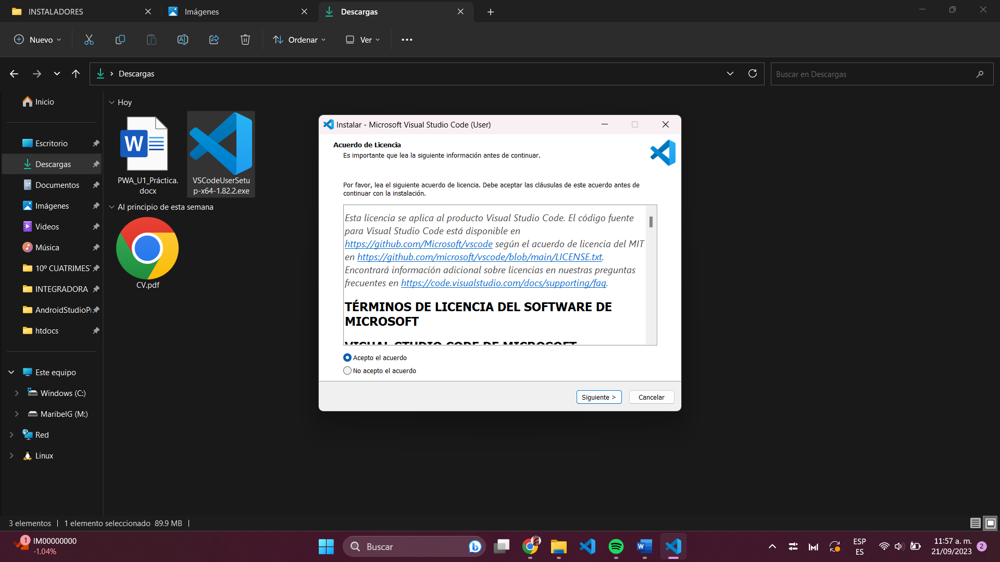 INSTALADORES
Imágenes
Descargas
Nuevo
Ordenar
Ver
Descargas
Buscar en Descargas
Inicio
Escritorio
Descargas
Documentos
Imágenes
Videos
Música
10º CUATRIMES
INTEGRADORA
AndroidStudioPr
htdocs
Este equipo
Windows (C:)
MaribelG (M:)
Red
Linux
Hoy
PWA_U1_Práctica.
docx
VSCodeUserSetu
p-x64-1.82.2.exe
Al principio de esta semana
CV.pdf
Instalar - Microsoft Visual Studio Code (User)
Acuerdo de Licencia
Es importante que lea la siguiente información antes de continuar.
Por favor, lea el siguiente acuerdo de licencia. Debe aceptar las cláusulas de este acuerdo antes de
continuar con la instalación.
Esta licencia se aplica al producto Visual Studio Code. El código fuente
para Visual Studio Code está disponible en
https://github.com/Microsoft/vscode según el acuerdo de licencia del MIT
en https://github.com/microsoft/vscode/blob/main/LICENSE.txt.
Encontrará información adicional sobre licencias en nuestras preguntas
frecuentes en https://code.visualstudio.com/docs/supporting/faq.
TÉRMINOS DE LICENCIA DEL SOFTWARE DE
MICROSOFT
VISUAL STUDIO CODE DE MICROSOFT
Acepto el acuerdo
No acepto el acuerdo
Siguiente >
Cancelar
3 elementos
1 elemento seleccionado 89.9 MB
1
IM00000000
-1.04%
Buscar
ESP
ES
11:57 a. m.
21/09/2023
2